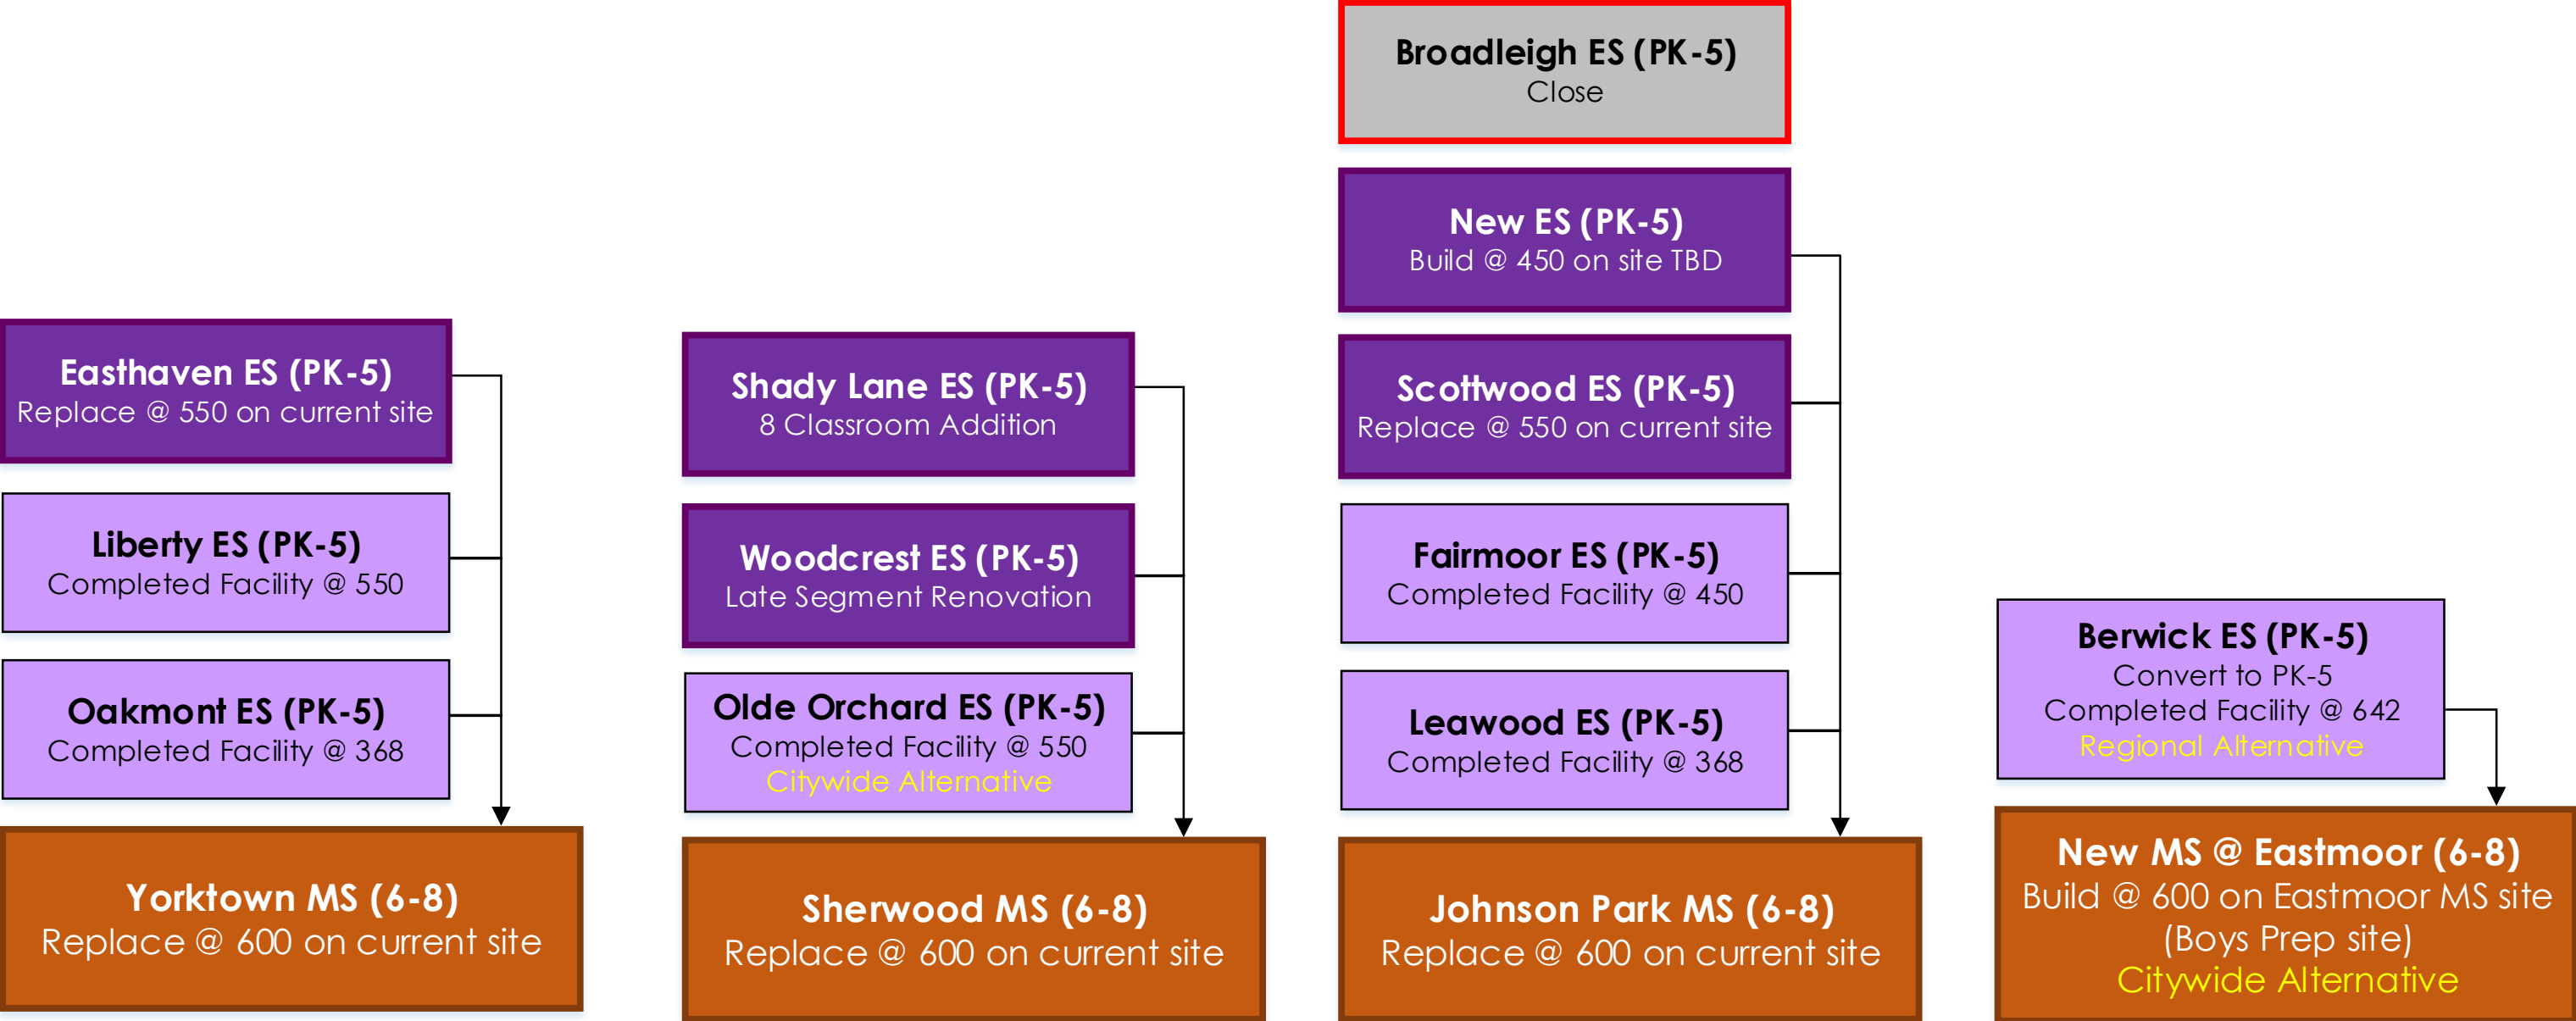 Broadleigh ES (PK-5)
Close
New ES (PK-5)
Build @ 450 on site TBD
Easthaven ES (PK-5)
Replace @ 550 on current site
Shady Lane ES (PK-5)
8 Classroom Addition
Scottwood ES (PK-5)
Replace @ 550 on current site
Liberty ES (PK-5)
Completed Facility @ 550
Woodcrest ES (PK-5)
Late Segment Renovation
Fairmoor ES (PK-5)
Completed Facility @ 450
Oakmont ES (PK-5)
Completed Facility @ 368
Olde Orchard ES (PK-5)
Completed Facility @ 550
Citywide Alternative
Leawood ES (PK-5)
Completed Facility @ 368
Berwick ES (PK-5)
Convert to PK-5
Completed Facility @ 642
Regional Alternative
Yorktown MS (6-8)
Replace @ 600 on current site
Sherwood MS (6-8)
Replace @ 600 on current site
Johnson Park MS (6-8)
Replace @ 600 on current site
New MS @ Eastmoor (6-8)
Build @ 600 on Eastmoor MS site
(Boys Prep site)
Citywide Alternative